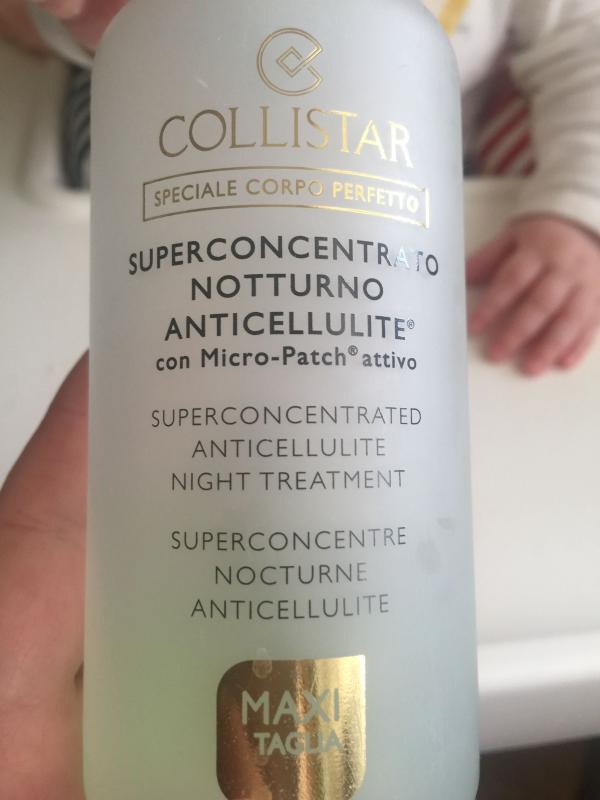 COLLISTAR
SPECIALE CORPO PERFETTO
SUPERCONCENTRATO
NOTTURNO
ANTICELLULITE®
con Micro-Patch® attivo
SUPERCONCENTRATED
ANTICELLULITE
NIGHT TREATMENT
SUPERCONCENTRE
NOCTURNE
ANTICELLULITE
MAXI
TAGLIA